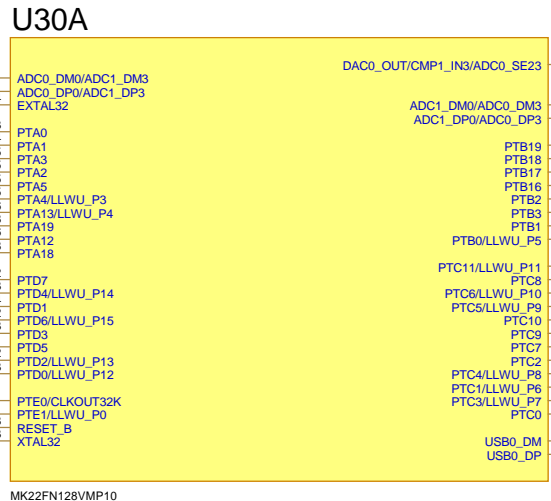 U30A
ADC0_DM0/ADC1_DM3
ADC0_DP0/ADC1_DP3
EXTAL32
PTA0
PTA1
PTA3
PTA2
PTA5
PTA4/LLWU_P3
PTA13/LLWU_P4
PTA19
PTA12
PTA18
PTD7
PTD4/LLWU_P14
PTD1
PTD6/LLWU_P15
PTD3
PTD5
PTD2/LLWU_P13
PTD0/LLWU_P12
PTE0/CLKOUT32K
PTE1/LLWU_P0
RESET_B
XTAL32
DAC0_OUT/CMP1_IN3/ADC0_SE23
ADC1_DM0/ADC0_DM3
ADC1_DP0/ADC0_DP3
PTB19
PTB18
PTB17
PTB16
PTB2
PTB3
PTB1
PTB0/LLWU_P5
PTC11/LLWU_P11
PTC8
PTC6/LLWU_P10
PTC5/LLWU_P9
PTC10
PTC9
PTC7
PTC2
PTC4/LLWU_P8
PTC1/LLWU_P6
PTC3/LLWU_P7
PTC0
USB0_DM
USB0_DP
MK22FN128VMP10